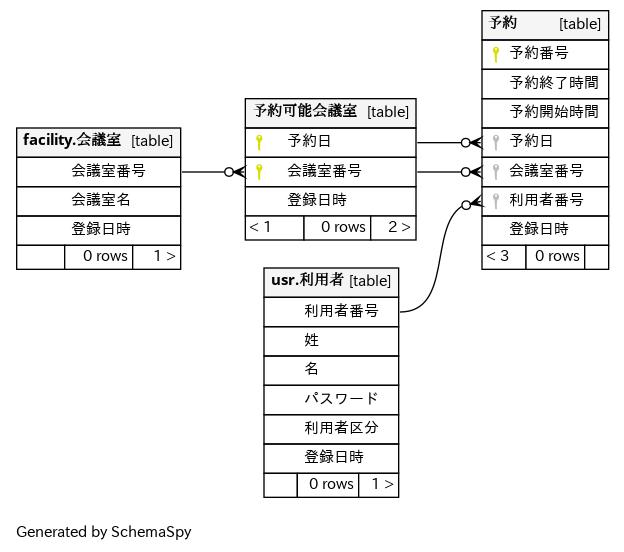 facility.会議室 [table]
会議室番号
会議室名
登録日時
0 rows 1 >
予約可能会議室 [table]
予約日
会議室番号
登録日時
< 1 0 rows 2 >
usr.利用者 [table]
利用者番号
姓
名
パスワード
利用者区分
登録日時
0 rows 1 >
予約 [table]
予約番号
予約終了時間
予約開始時間
予約日
会議室番号
利用者番号
登録日時
< 3 0 rows
Generated by SchemaSpy